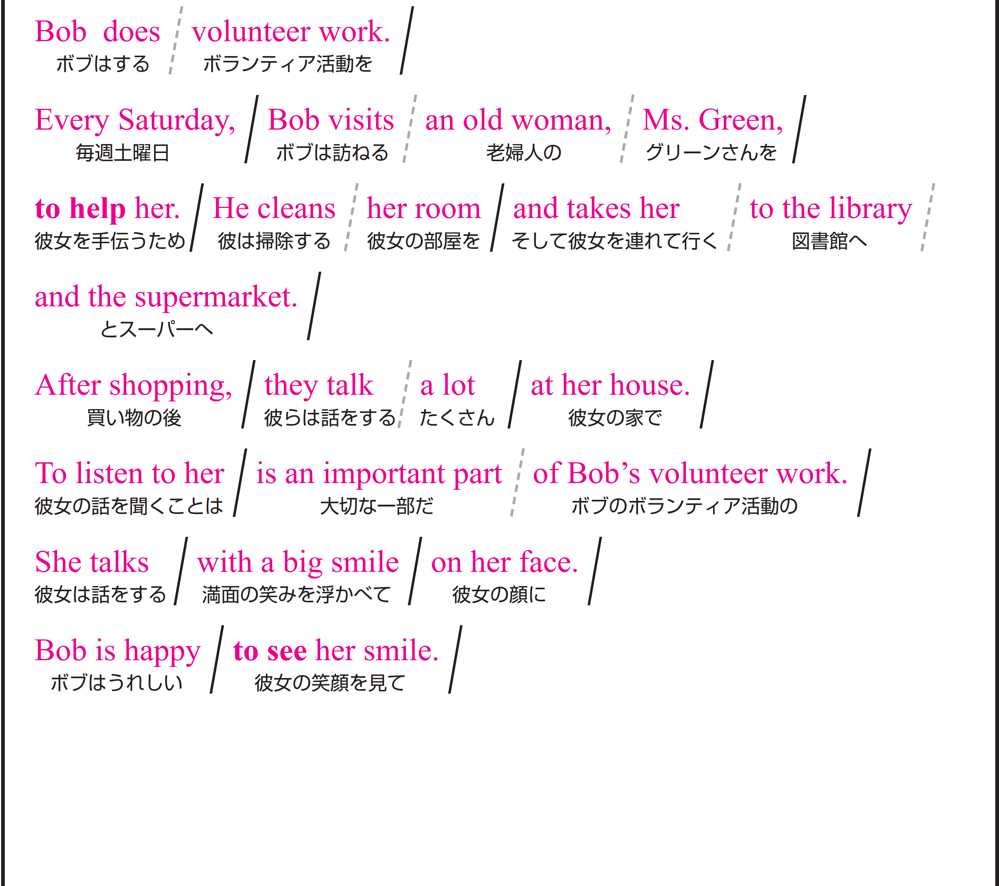 Bob does volunteer work.
ボブはする ボランティア活動を
Every Saturday, Bob visits an old woman, Ms. Green,
毎週土曜日 ボブは訪ねる 老婦人の グリーンさんを
to help her. He cleans her room and takes her to the library
彼女を手伝うため 彼は掃除する 彼女の部屋を そして彼女を連れて行く 図書館へ
and the supermarket.
とスーパーへ
After shopping, they talk a lot at her house.
買い物の後 彼らは話をする たくさん 彼女の家で
To listen to her is an important part of Bob’s volunteer work.
彼女の話を聞くことは 大切な一部だ ボブのボランティア活動の
She talks with a big smile on her face.
彼女は話をする 満面の笑みを浮かべて 彼女の顔に
Bob is happy to see her smile.
ボブはうれしい 彼女の笑顔を見て